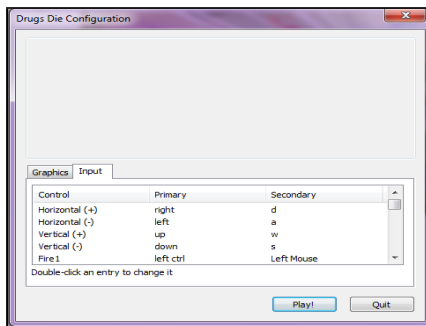 Drugs Die Configuration
Graphics Input
Control Primary Secondary
Horizontal (+) right d
Horizontal (-) left a
Vertical (+) up w
Vertical (-) down s
Fire1 left ctrl Left Mouse
Double-click an entry to change it
Play! Quit